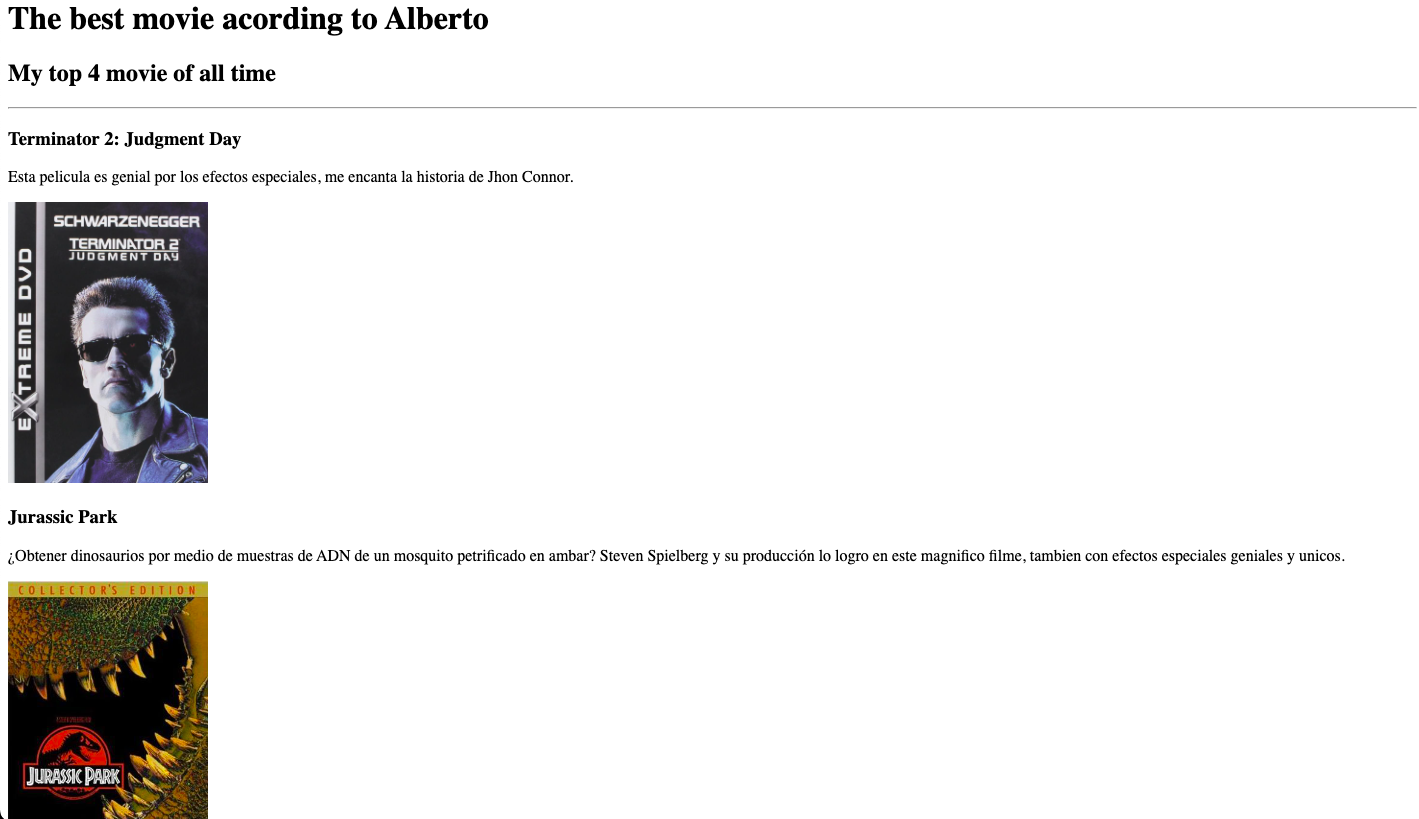 The best movie acording to Alberto
My top 4 movie of all time
Terminator 2: Judgment Day
Esta pelicula es genial por los efectos especiales, me encanta la historia de Jhon Connor.
SCHWARZENEGGER
TERMINATOR 2
JUDGMENT DAY
EXTREME DVD
Jurassic Park
¿Obtener dinosaurios por medio de muestras de ADN de un mosquito petrificado en ambar? Steven Spielberg y su producción lo logro en este magnifico filme, tambien con efectos especiales geniales y unicos.
COLLECTOR'S EDITION
JURASSIC PARK